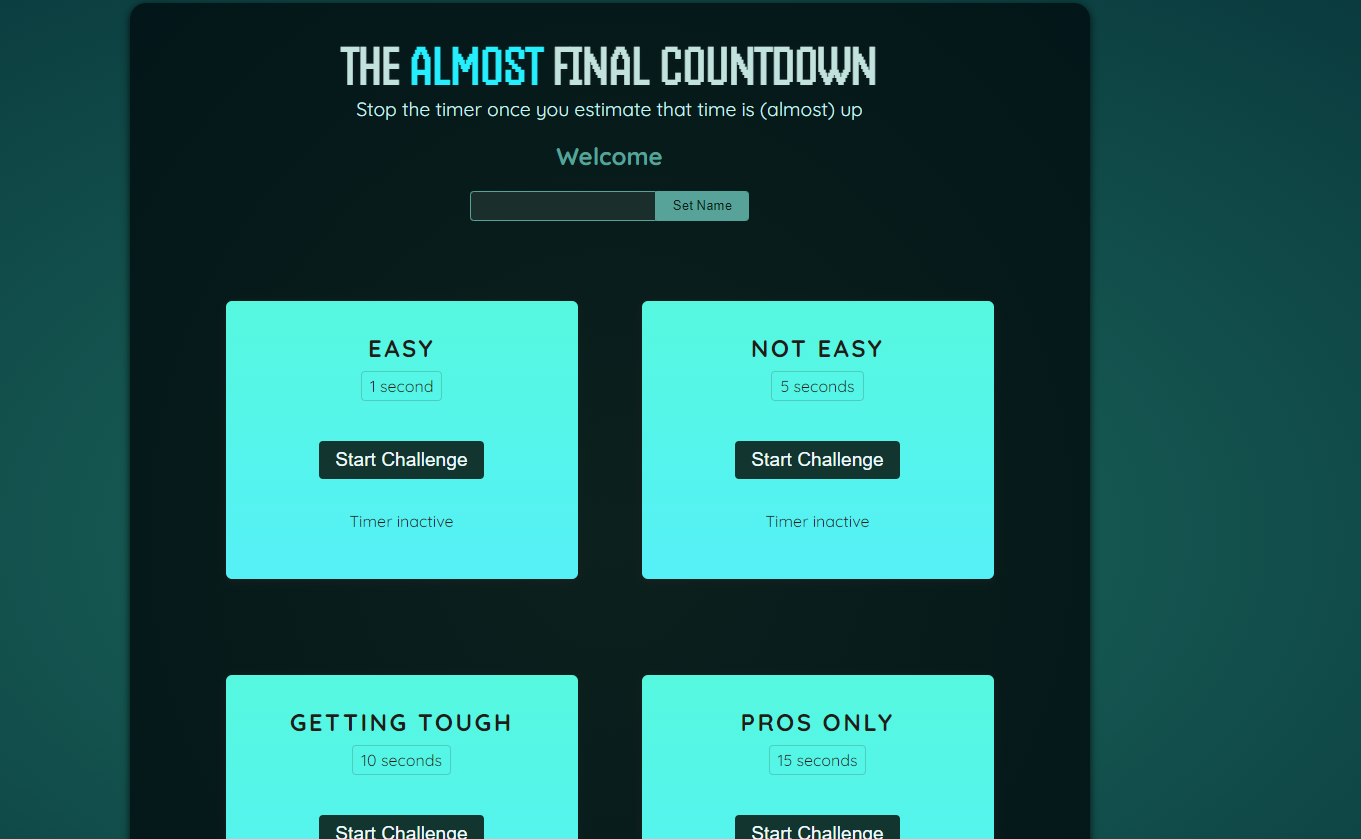 THE ALMOST FINAL COUNTDOWN
Stop the timer once you estimate that time is (almost) up
Welcome
Set Name
EASY
1 second
Start Challenge
Timer inactive
NOT EASY
5 seconds
Start Challenge
Timer inactive
GETTING TOUGH
10 seconds
Start Challenge
PROS ONLY
15 seconds
Start Challenge